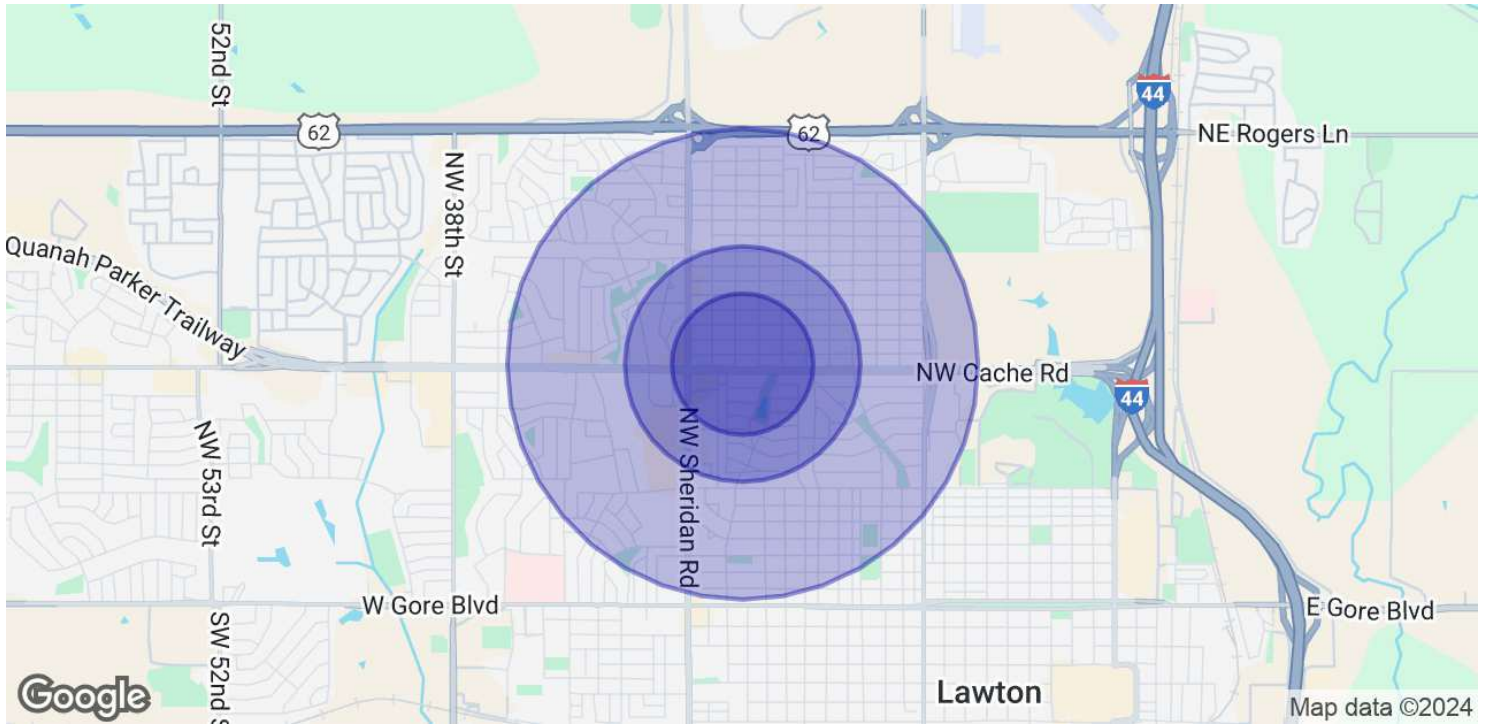 52nd St
44
62
62
NE Rogers Ln
NW 38th St
Quanah Parker Trailway
NW Cache Rd
44
NW 53rd St
NW Sheridan Rd
W Gore Blvd
E Gore Blvd
SW 52nd S
Lawton
Google
Map data ©2024